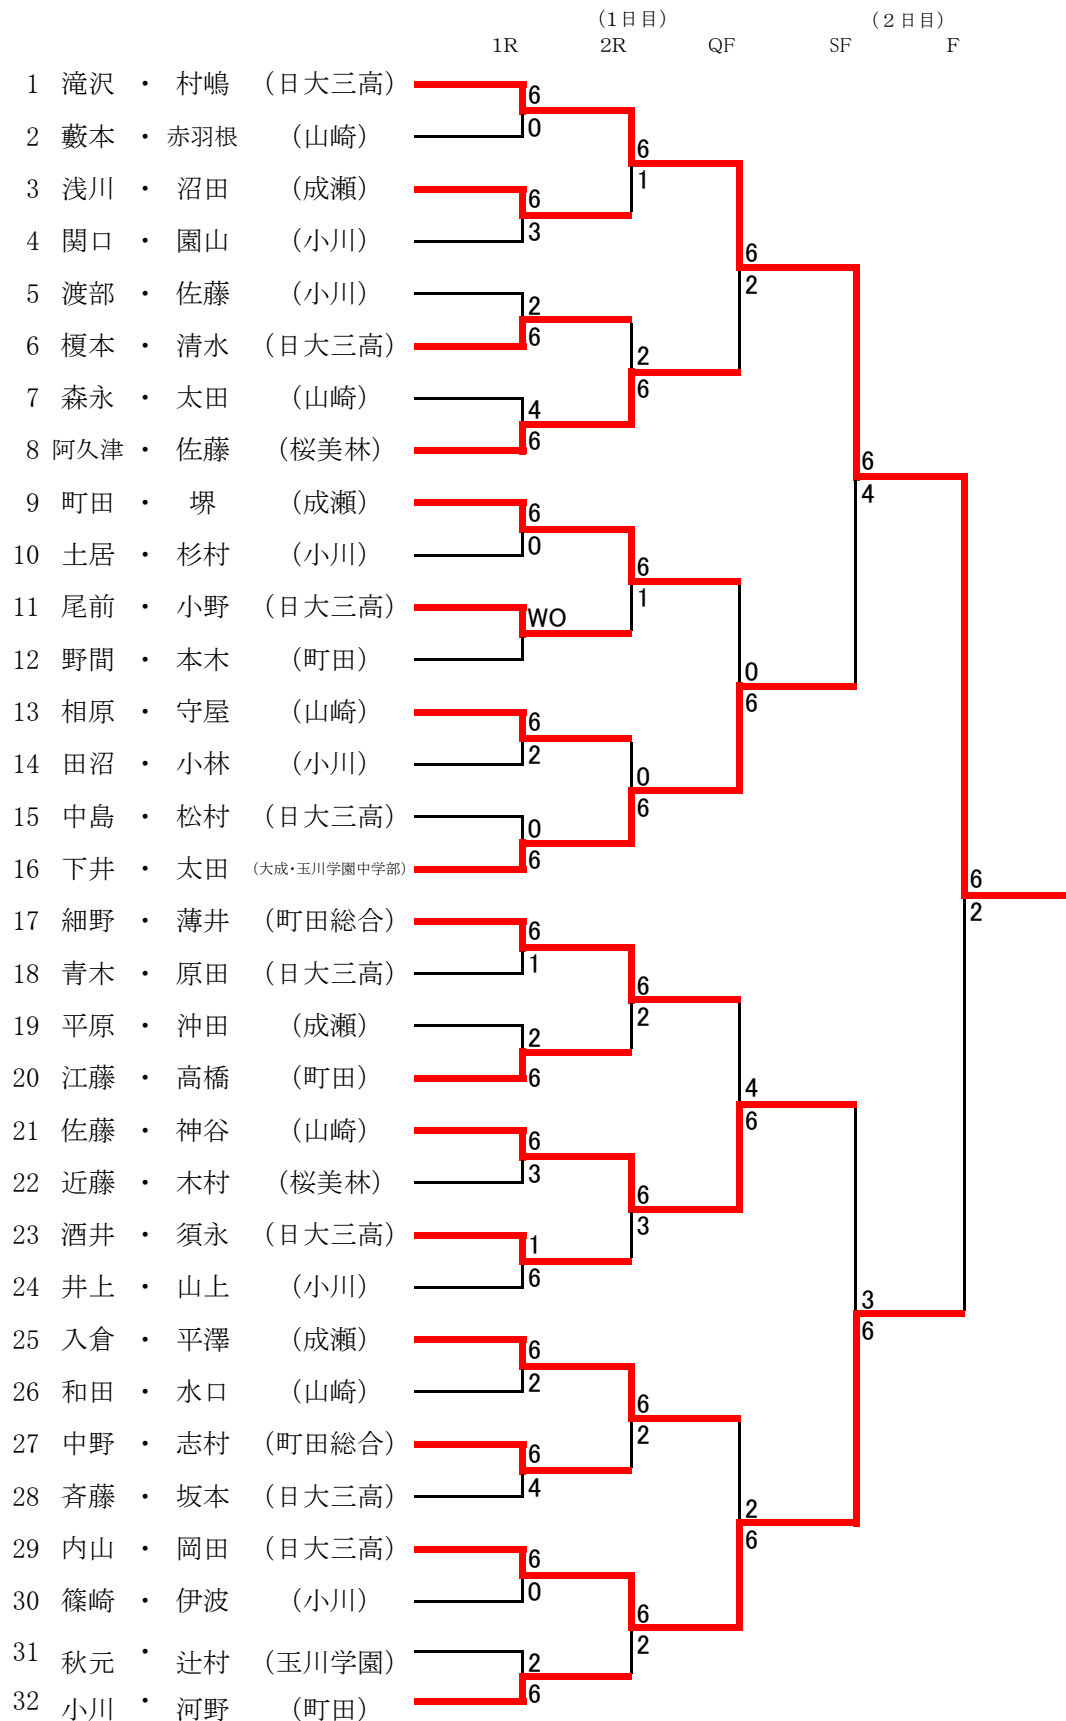 (1日目) (２日目)
1R 2R QF SF F
1 滝沢 ・ 村嶋 (日大三高)
6
0
2 藪本 ・ 赤羽根 (山崎)
6
1
3 浅川 ・ 沼田 (成瀬)
6
3
4 関口 ・ 園山 (小川)
6
2
5 渡部 ・ 佐藤 (小川)
2
6
6 榎本 ・ 清水 (日大三高)
2
6
7 森永 ・ 太田 (山崎)
4
6
8 阿久津 ・ 佐藤 (桜美林)
6
4
9 町田 ・ 堺 (成瀬)
6
0
10 土居 ・ 杉村 (小川)
6
1
11 尾前 ・ 小野 (日大三高)
WO
12 野間 ・ 本木 (町田)
0
6
13 相原 ・ 守屋 (山崎)
6
2
14 田沼 ・ 小林 (小川)
0
6
15 中島 ・ 松村 (日大三高)
0
6
16 下井 ・ 太田 (大成・玉川学園中学部)
6
2
17 細野 ・ 薄井 (町田総合)
6
1
18 青木 ・ 原田 (日大三高)
6
2
19 平原 ・ 沖田 (成瀬)
2
6
20 江藤 ・ 高橋 (町田)
4
6
21 佐藤 ・ 神谷 (山崎)
6
3
22 近藤 ・ 木村 (桜美林)
6
3
23 酒井 ・ 須永 (日大三高)
1
6
24 井上 ・ 山上 (小川)
3
6
25 入倉 ・ 平澤 (成瀬)
6
2
26 和田 ・ 水口 (山崎)
6
2
27 中野 ・ 志村 (町田総合)
6
4
28 斉藤 ・ 坂本 (日大三高)
2
6
29 内山 ・ 岡田 (日大三高)
6
0
30 篠崎 ・ 伊波 (小川)
6
2
31 秋元 ・ 辻村 (玉川学園)
2
6
32 小川 ・ 河野 (町田)